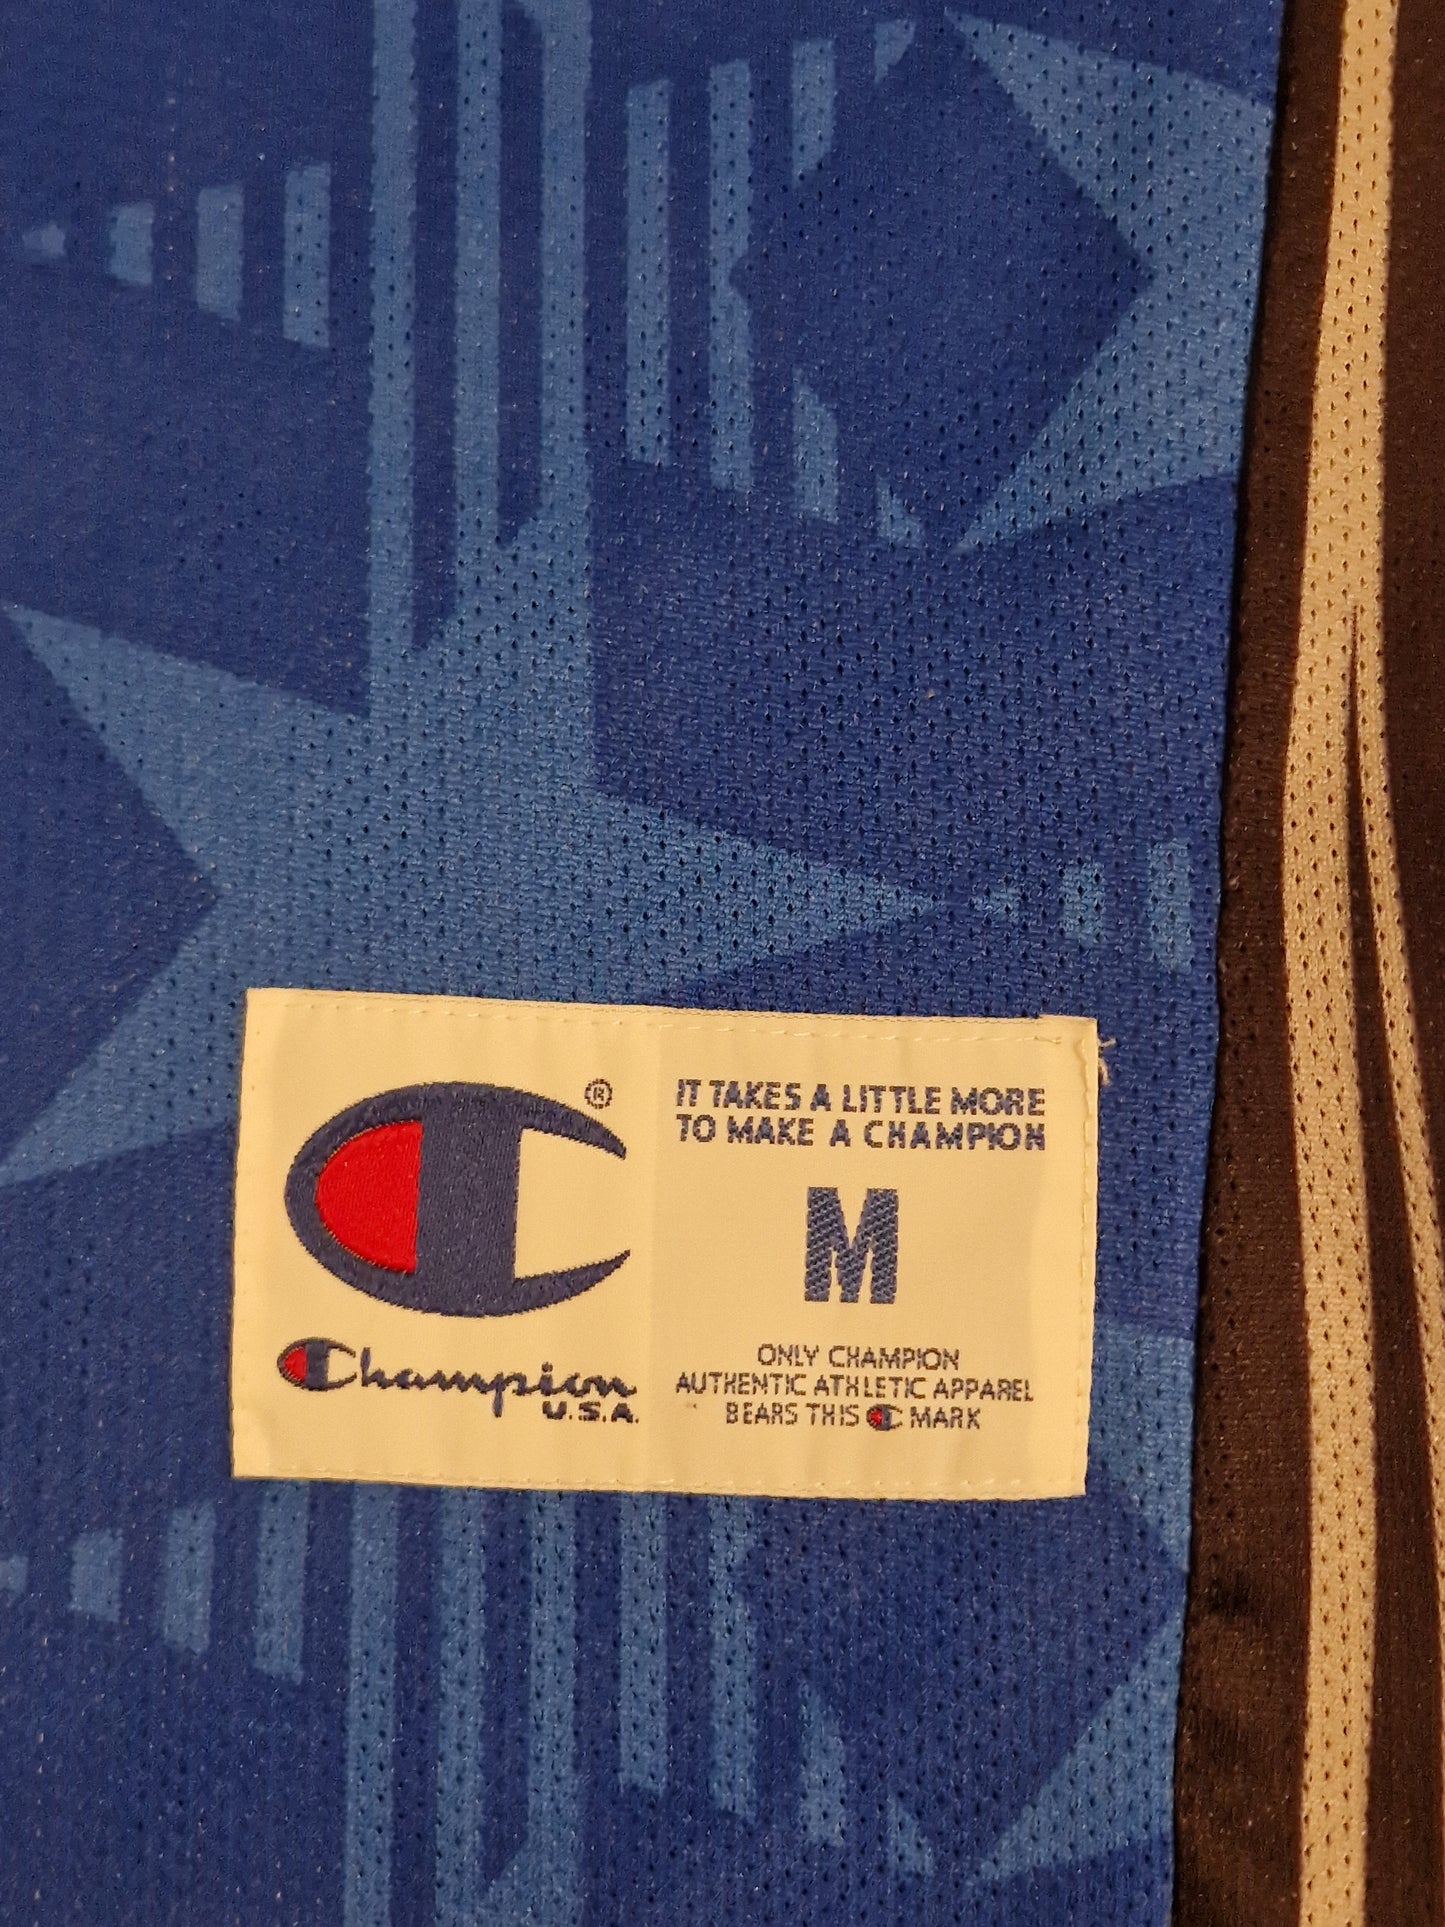 ®
IT TAKES A LITTLE MORE
TO MAKE A CHAMPION
M
Champion
U.S.A.
ONLY CHAMPION
AUTHENTIC ATHLETIC APPAREL
BEARS THIS C MARK